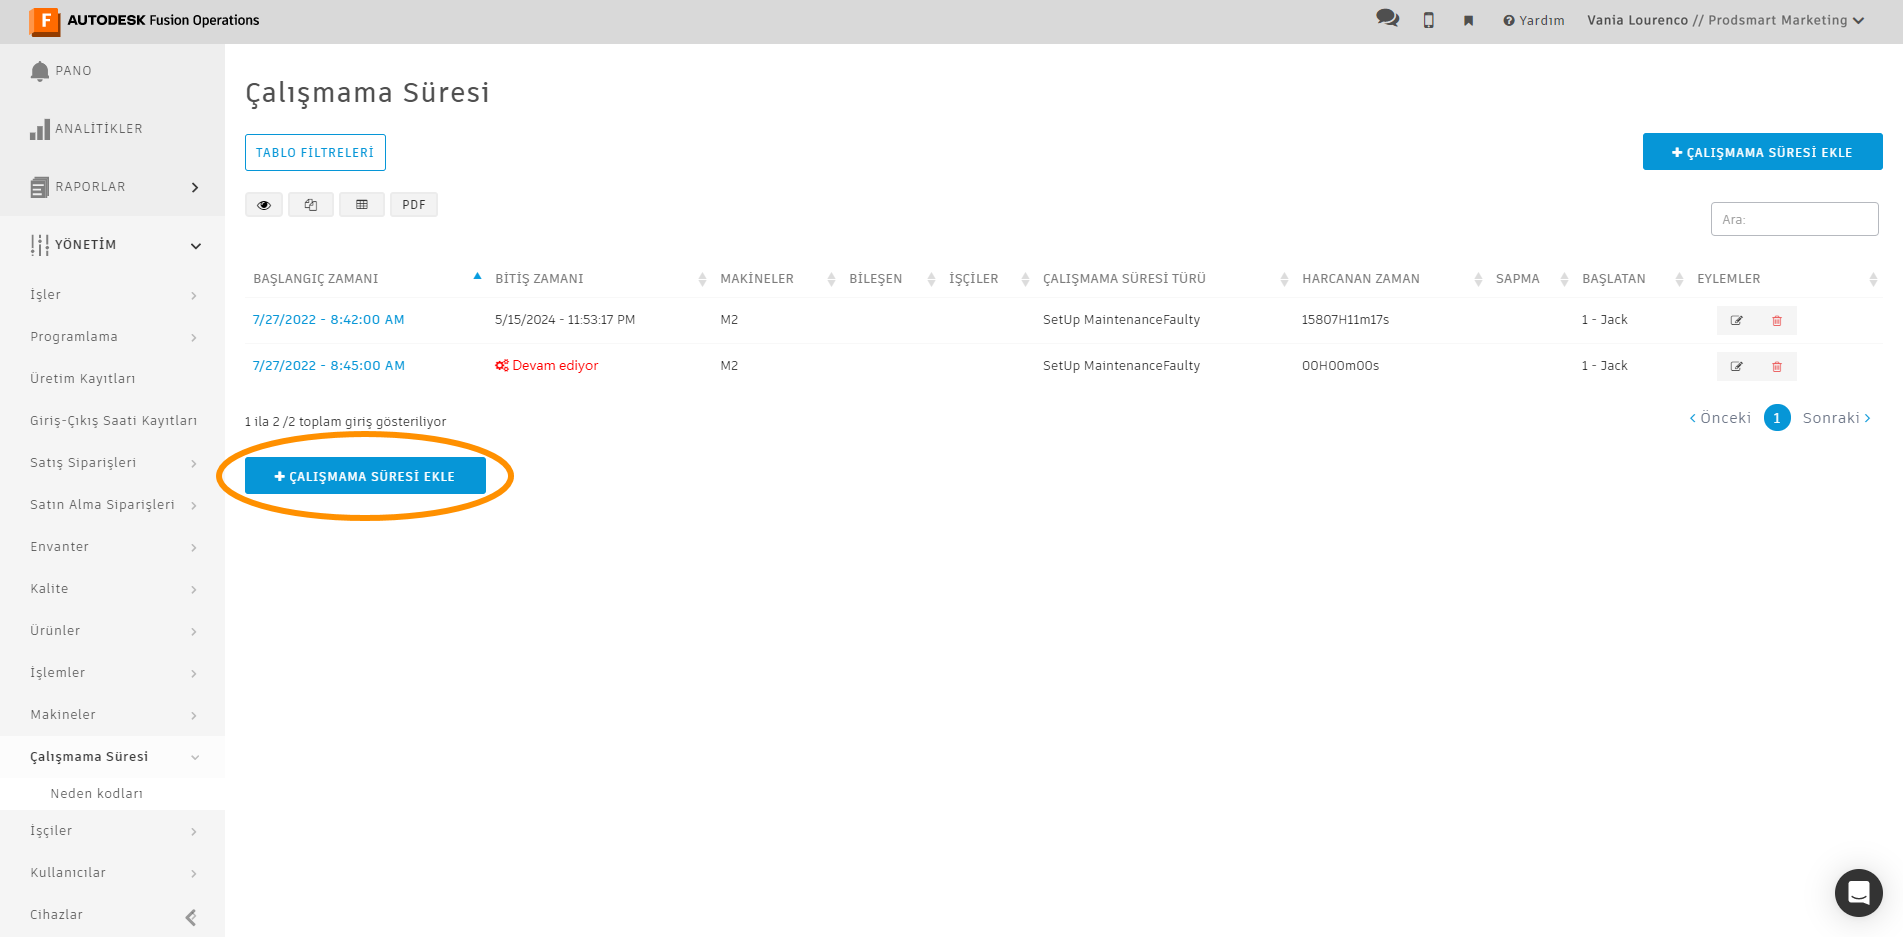 F AUTODESK Fusion Operations
Yardım
Vania Lourenco // Prodsmart Marketing
PANO
ANALİTİKLER
RAPORLAR
YÖNETİM
İşler
Programlama
Üretim Kayıtları
Giriş-Çıkış Saati Kayıtları
Satış Siparişleri
Satın Alma Siparişleri
Envanter
Kalite
Ürünler
İşlemler
Makineler
Çalışmama Süresi
Neden kodları
İşçiler
Kullanıcılar
Cihazlar
Çalışmama Süresi
TABLO FİLTRELERİ
+ ÇALIŞMAMA SÜRESİ EKLE
PDF
Ara:
BAŞLANGIÇ ZAMANI BİTİŞ ZAMANI MAKİNELER BİLEŞEN İŞÇİLER ÇALIŞMAMA SÜRESİ TÜRÜ HARCANAN ZAMAN SAPMA BAŞLATAN EYLEMLER
7/27/2022 - 8:42:00 AM 5/15/2024 - 11:53:17 PM M2 SetUp MaintenanceFaulty 15807H11m17s 1 - Jack
7/27/2022 - 8:45:00 AM Devam ediyor M2 SetUp MaintenanceFaulty 00H00m00s 1 - Jack
1 ila 2 /2 toplam giriş gösteriliyor
< Önceki 1 Sonraki >
+ ÇALIŞMAMA SÜRESİ EKLE